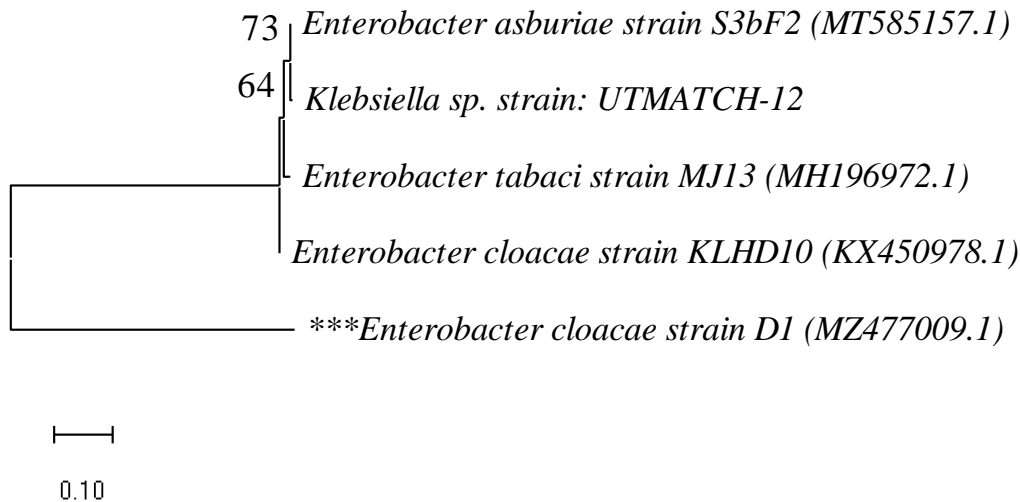 73 Enterobacter asburiae strain S3bF2 (MT585157.1)
64 Klebsiella sp. strain: UTMATCH-12
Enterobacter tabaci strain MJ13 (MH196972.1)
Enterobacter cloacae strain KLHD10 (KX450978.1)
***Enterobacter cloacae strain D1 (MZ477009.1)
0.10